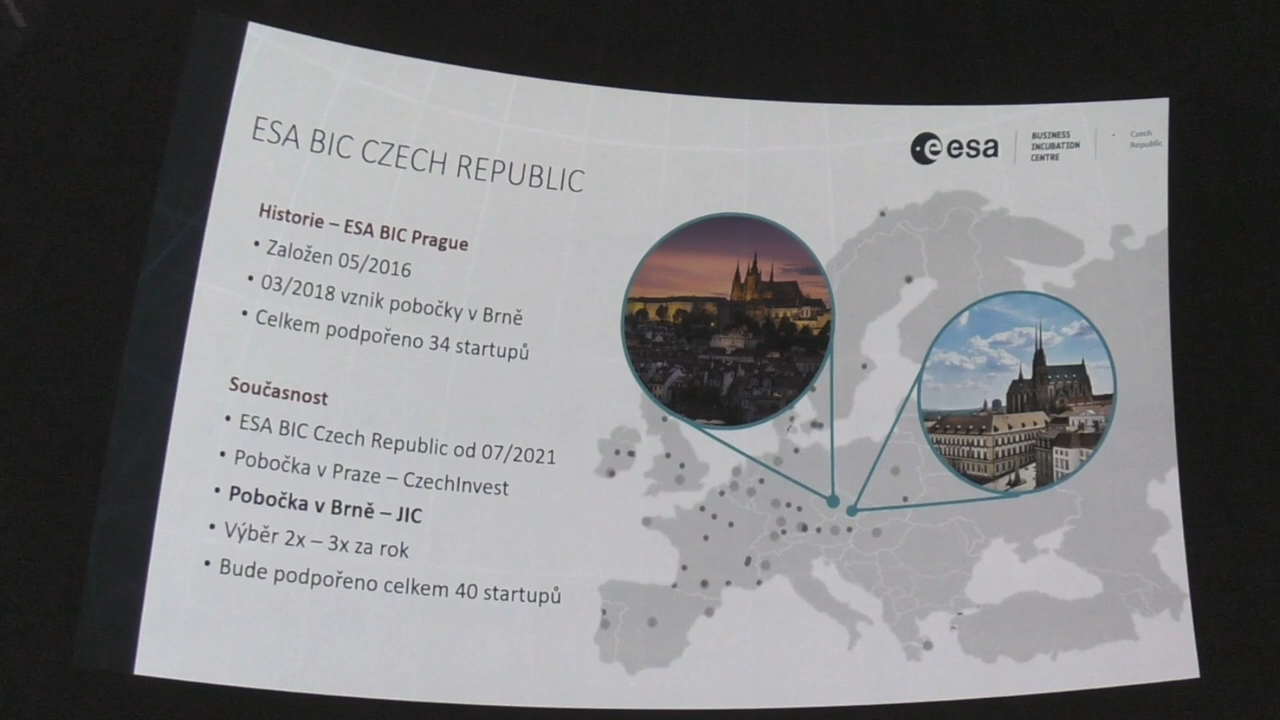 ESA BIC CZECH REPUBLIC
esa
BUSINESS
INCUBATION
CENTRE
Czech
Republic
Historie – ESA BIC Prague
• Založen 05/2016
• 03/2018 vznik pobočky v Brně
• Celkem podpořeno 34 startupů
Současnost
• ESA BIC Czech Republic od 07/2021
• Pobočka v Praze – CzechInvest
• Pobočka v Brně – JIC
• Výběr 2x – 3x za rok
• Bude podpořeno celkem 40 startupů